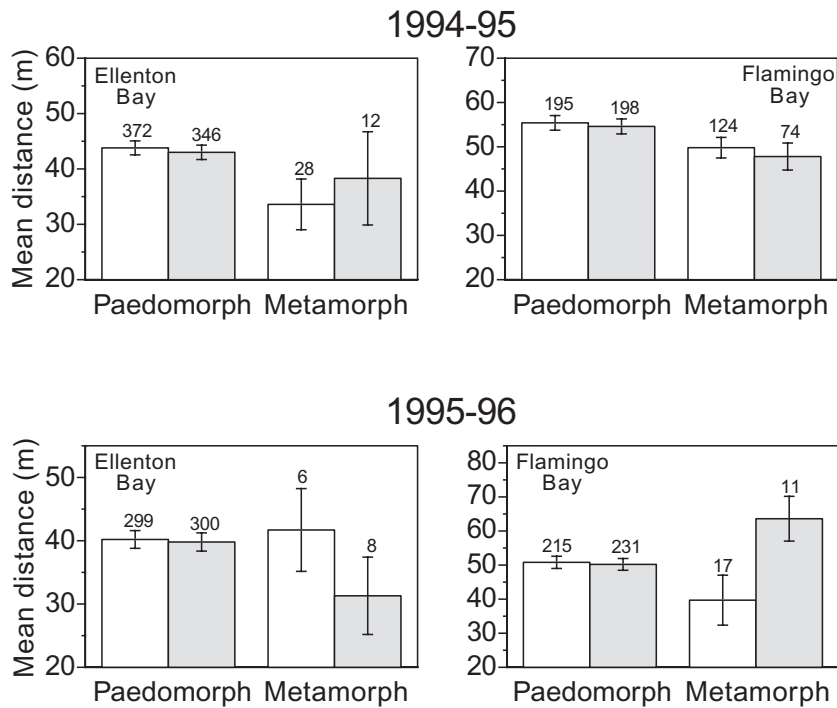 1994-95
Mean distance (m)
60
50
40
30
20
Ellenton
Bay
372
346
28
12
Paedomorph Metamorph
70
60
50
40
30
20
Flamingo
Bay
195
198
124
74
Paedomorph Metamorph
1995-96
Mean distance (m)
50
40
30
20
Ellenton
Bay
299
300
6
8
Paedomorph Metamorph
80
70
60
50
40
30
20
Flamingo
Bay
215
231
17
11
Paedomorph Metamorph